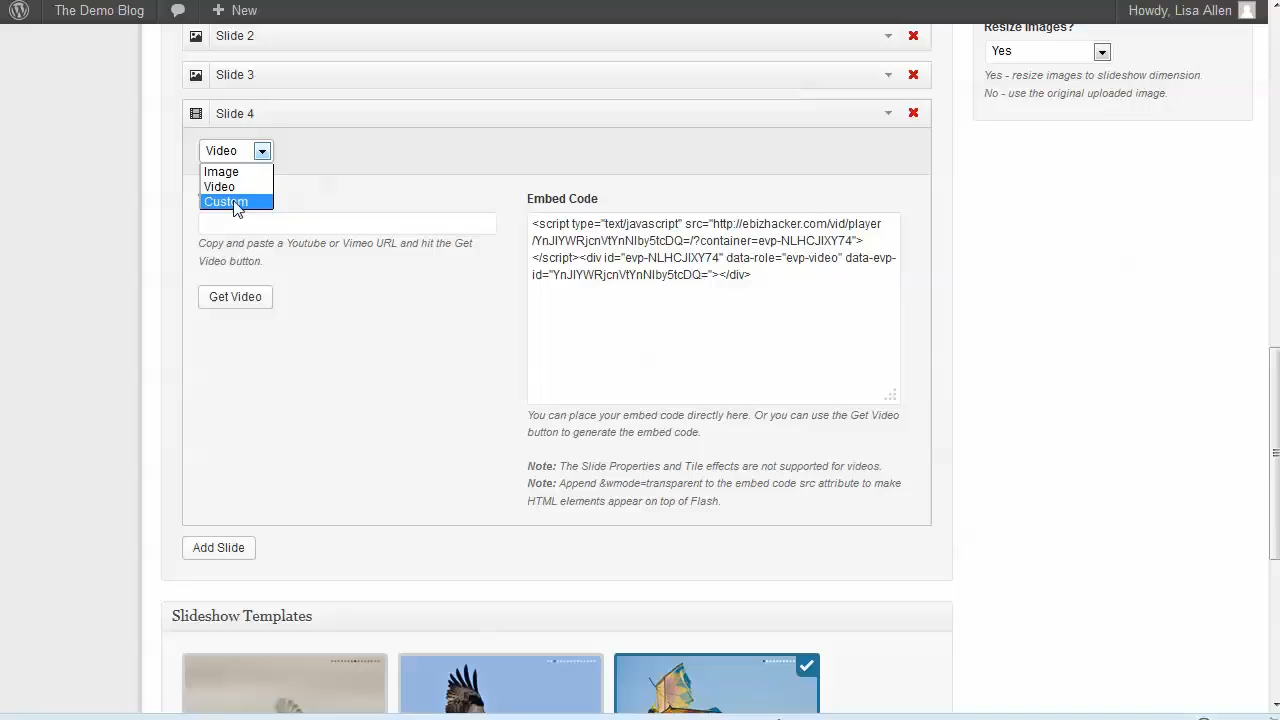 The Demo Blog
New
Howdy, Lisa Allen
Slide 2
Slide 3
Slide 4
Video
Image
Video
Custom
Copy and paste a Youtube or Vimeo URL and hit the Get
Video button.
Get Video
Embed Code
<script type="text/javascript" src="http://ebizhacker.com/vid/player
/YnJIYWRjcnVtYnNIby5tcDQ=/?container=evp-NLHCJIXY74">
</script><div id="evp-NLHCJIXY74" data-role="evp-video" data-evp-
id="YnJIYWRjcnVtYnNIby5tcDQ="></div>
You can place your embed code directly here. Or you can use the Get Video
button to generate the embed code.
Note: The Slide Properties and Tile effects are not supported for videos.
Note: Append &wmode=transparent to the embed code src attribute to make
HTML elements appear on top of Flash.
Add Slide
Slideshow Templates
Resize Images?
Yes
Yes - resize images to slideshow dimension.
No - use the original uploaded image.